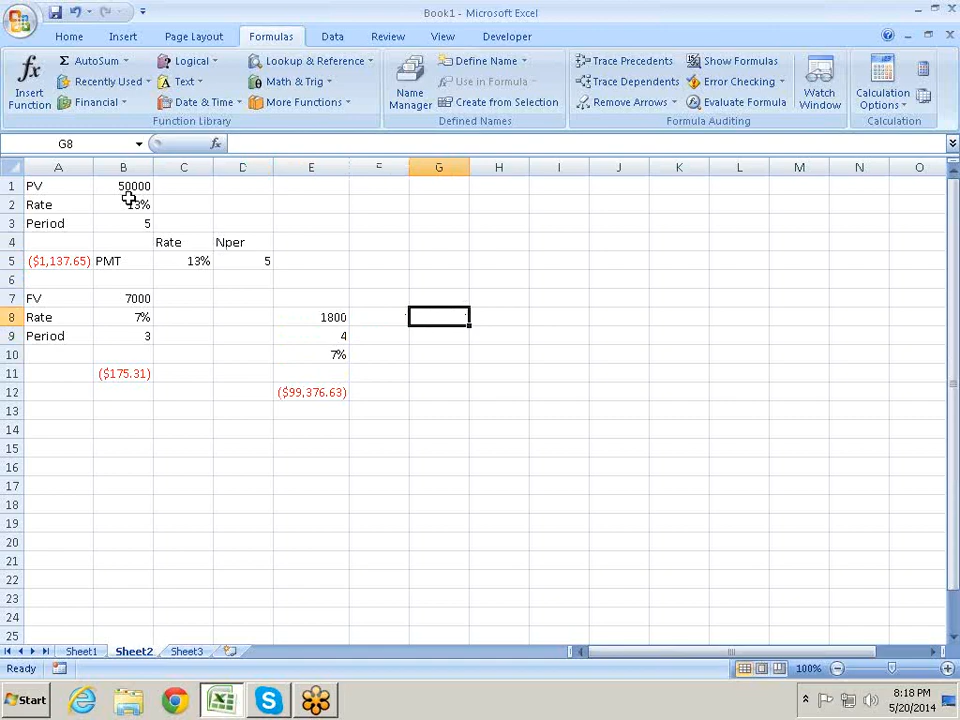 Book1 - Microsoft Excel
Home Insert Page Layout Formulas Data Review View Developer
fx Σ AutoSum Logical Lookup & Reference Define Name Trace Precedents Show Formulas
Insert Function Recently Used Text Math & Trig Name Manager Use in Formula Trace Dependents Error Checking Watch Window Calculation Options
Financial Date & Time More Functions Create from Selection Remove Arrows Evaluate Formula
Function Library Defined Names Formula Auditing Calculation
G8 fx
A B C D E F G H I J K L M N O
1 PV 50000
2 Rate 13%
3 Period 5
4 Rate Nper
5 ($1,137.65) PMT 13% 5
6
7 FV 7000
8 Rate 7% 1800
9 Period 3 4
10 7%
11 ($175.31)
12 ($99,376.63)
13
14
15
16
17
18
19
20
21
22
23
24
25
Sheet1 Sheet2 Sheet3
Ready 100%
Start 8:18 PM
5/20/2014